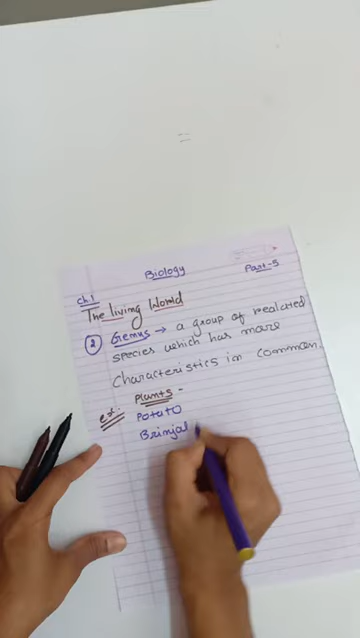 Biology
Part-5
Ch.1
The living World
② Genus → a group of realated
species which has more
characteristics in common.
ex:- Plants -
Potato
Brinjal